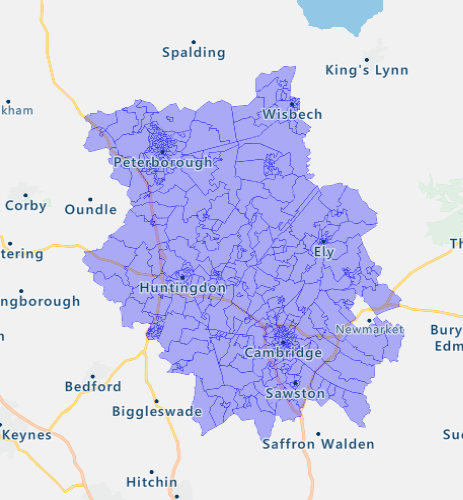 Spalding
King's Lynn
kham
Wisbech
Peterborough
Corby
Oundle
tering
Ely
Th
Huntingdon
ngborough
Newmarket
Bury
Edm
Cambridge
Bedford
Sawston
Biggleswade
Keynes
Saffron Walden
Sud
Hitchin